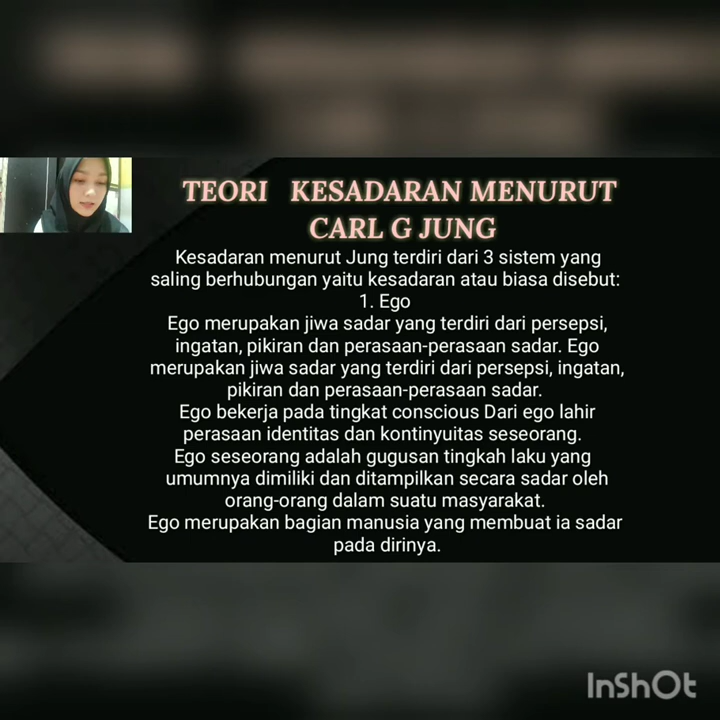 TEORI KESADARAN MENURUT
CARL G JUNG
Kesadaran menurut Jung terdiri dari 3 sistem yang
saling berhubungan yaitu kesadaran atau biasa disebut:
1. Ego
Ego merupakan jiwa sadar yang terdiri dari persepsi,
ingatan, pikiran dan perasaan-perasaan sadar. Ego
merupakan jiwa sadar yang terdiri dari persepsi, ingatan,
pikiran dan perasaan-perasaan sadar.
Ego bekerja pada tingkat conscious Dari ego lahir
perasaan identitas dan kontinyuitas seseorang.
Ego seseorang adalah gugusan tingkah laku yang
umumnya dimiliki dan ditampilkan secara sadar oleh
orang-orang dalam suatu masyarakat.
Ego merupakan bagian manusia yang membuat ia sadar
pada dirinya.
InShOt